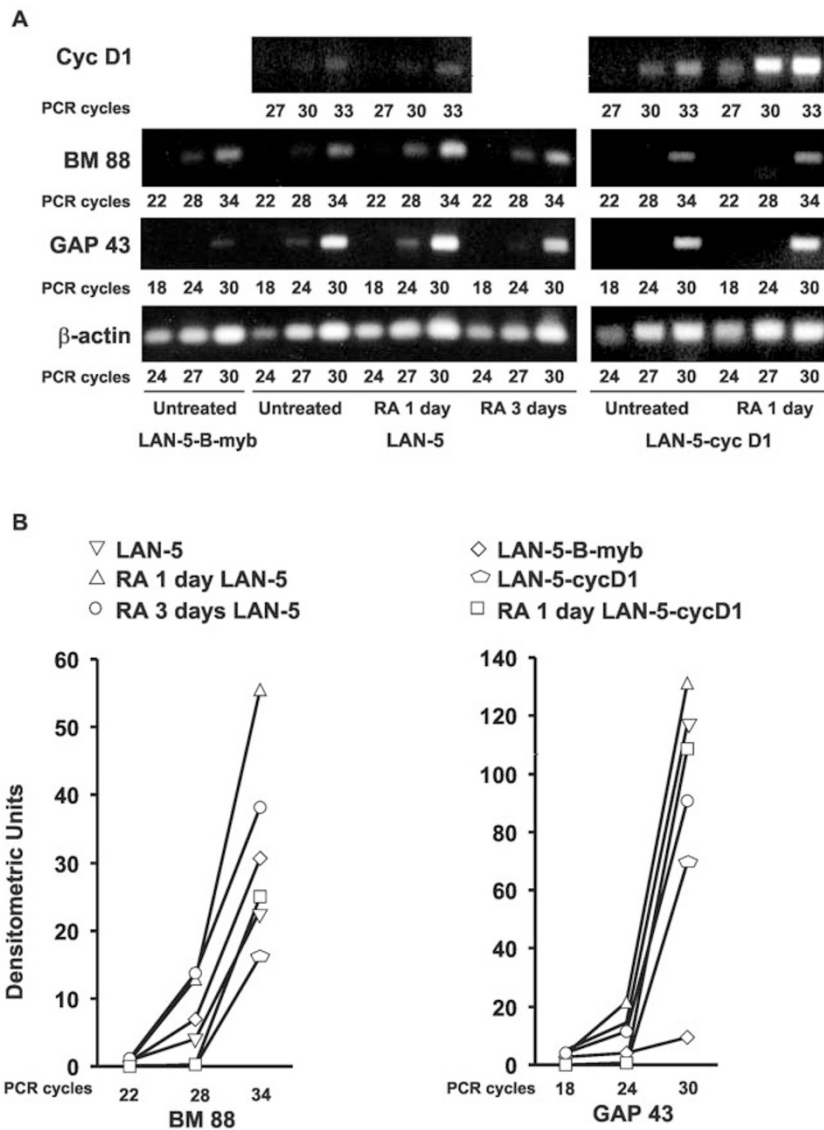 A
Cyc D1
PCR cycles 27 30 33 27 30 33 27 30 33 27 30 33
BM 88
PCR cycles 22 28 34 22 28 34 22 28 34 22 28 34 22 28 34 22 28 34
GAP 43
PCR cycles 18 24 30 18 24 30 18 24 30 18 24 30 18 24 30 18 24 30
β-actin
PCR cycles 24 27 30 24 27 30 24 27 30 24 27 30 24 27 30 24 27 30
Untreated Untreated RA 1 day RA 3 days Untreated RA 1 day
LAN-5-B-myb LAN-5 LAN-5-cyc D1
B
LAN-5 LAN-5-B-myb
RA 1 day LAN-5 LAN-5-cycD1
RA 3 days LAN-5 RA 1 day LAN-5-cycD1
Densitometric Units
60
50
40
30
20
10
0
PCR cycles 22 28 34
BM 88
140
120
100
80
60
40
20
0
PCR cycles 18 24 30
GAP 43